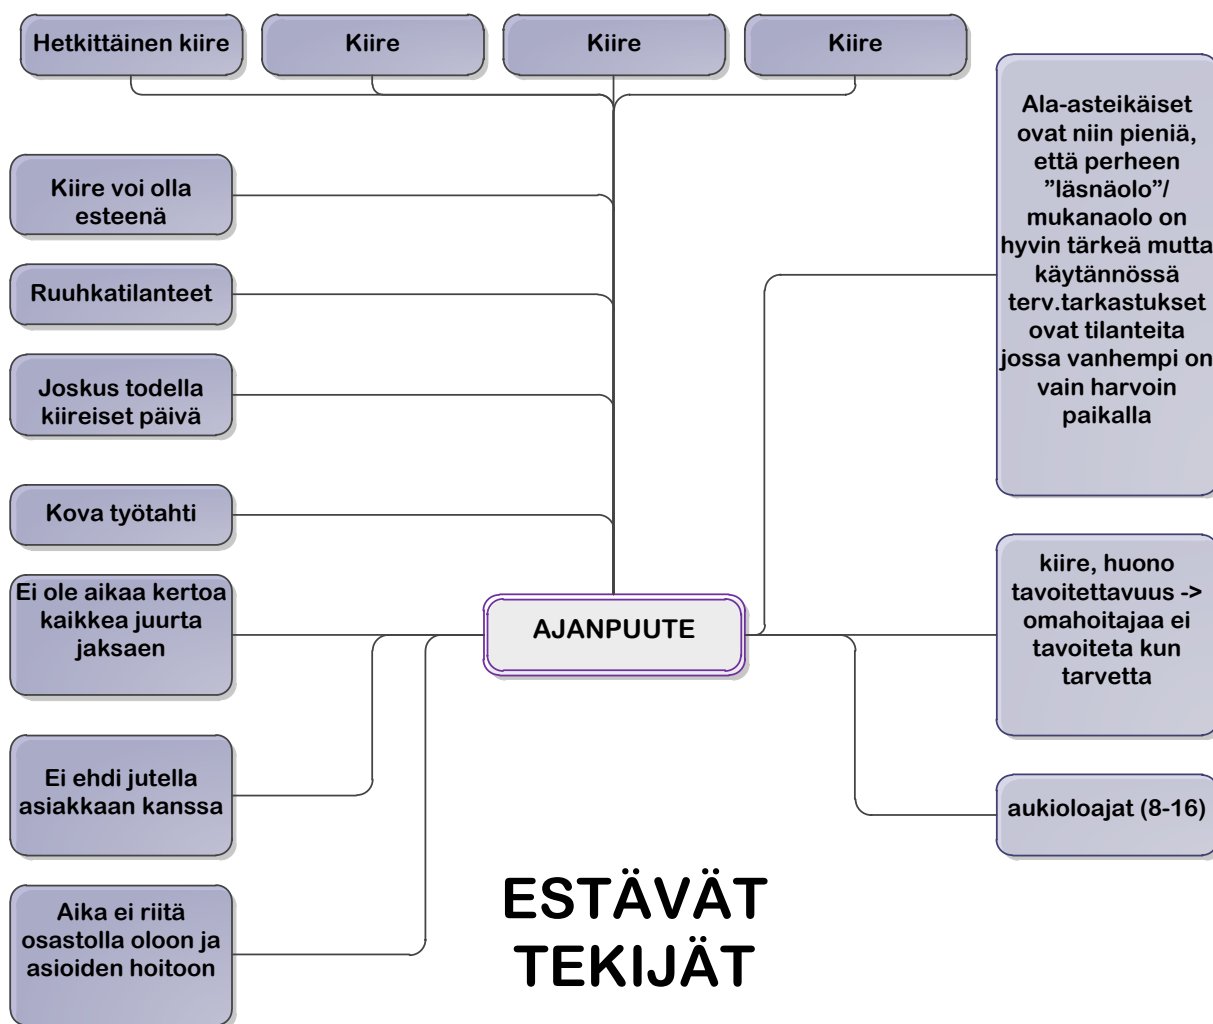 Hetkittäinen kiire
Kiire
Kiire
Kiire
Kiire voi olla
esteenä
Ruuhkatilanteet
Joskus todella
kiireiset päivä
Kova työtahti
Ei ole aikaa kertoa
kaikkea juurta
jaksaen
Ei ehdi jutella
asiakkaan kanssa
Aika ei riitä
osastolla oloon ja
asioiden hoitoon
AJANPUUTE
Ala-asteikäiset
ovat niin pieniä,
että perheen
”läsnäolo”/
mukanaolo on
hyvin tärkeä mutta
käytännössä
terv.tarkastukset
ovat tilanteita
jossa vanhempi on
vain harvoin
paikalla
kiire, huono
tavoitettavuus ->
omahoitajaa ei
tavoiteta kun
tarvetta
aukioloajat (8-16)
ESTÄVÄT
TEKIJÄT